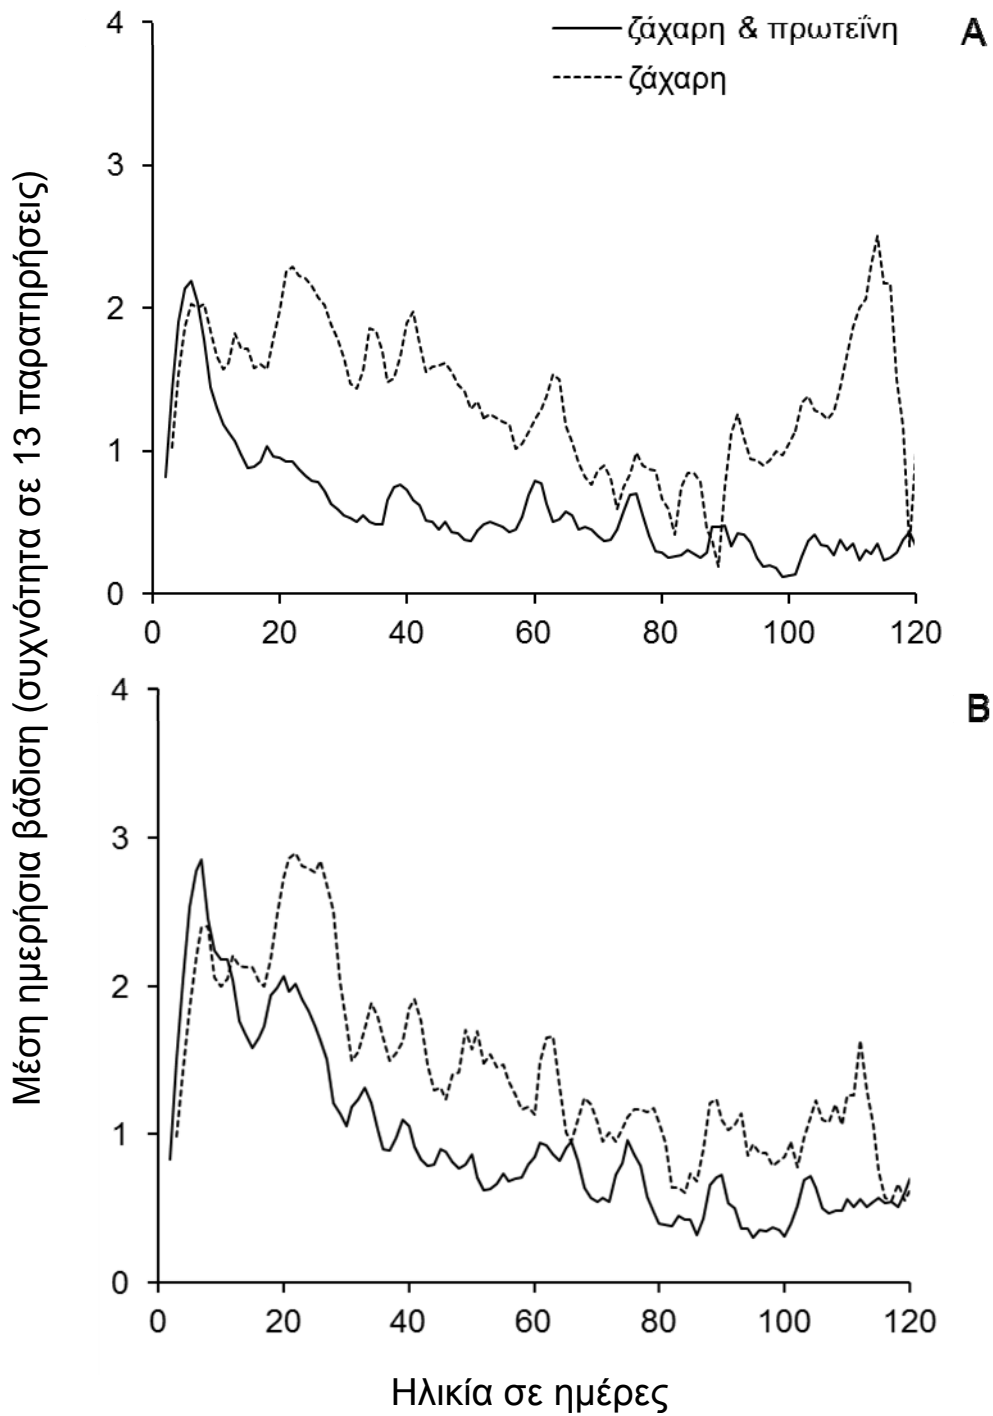 Μέση ημερήσια βάδιση (συχνότητα σε 13 παρατηρήσεις)
ζάχαρη & πρωτεΐνη
ζάχαρη
A
4
3
2
1
0
0 20 40 60 80 100 120
B
4
3
2
1
0
0 20 40 60 80 100 120
Ηλικία σε ημέρες